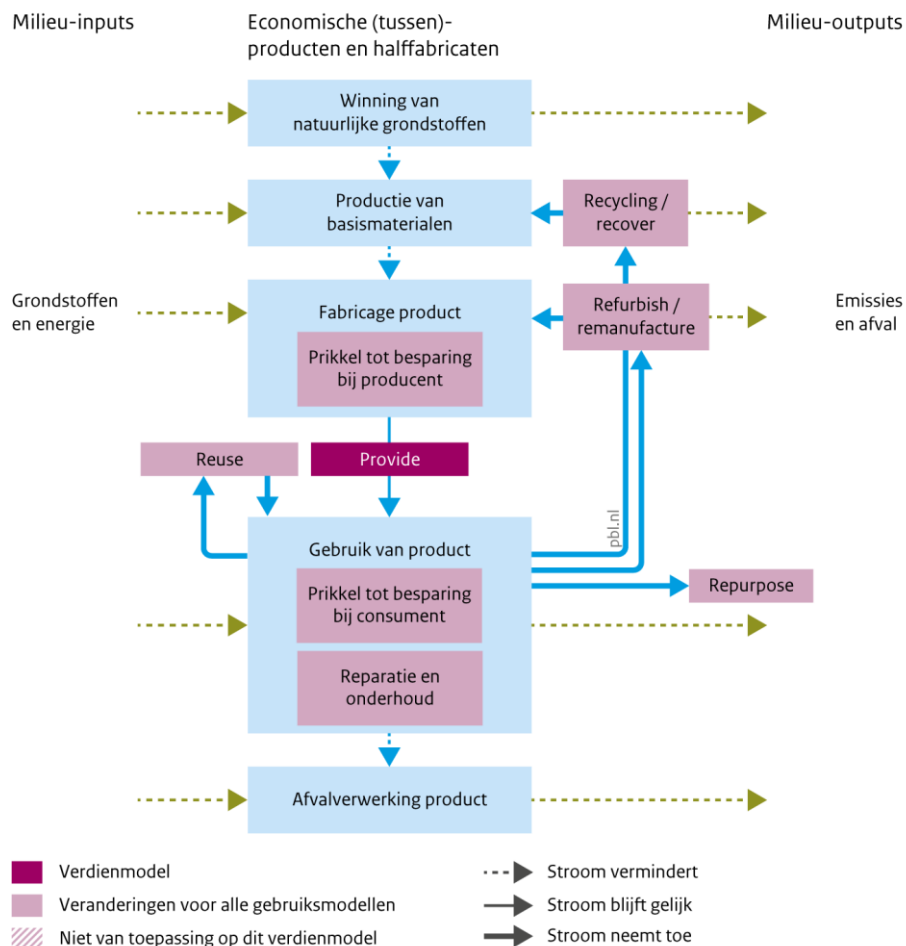 Milieu-inputs
Economische (tussen)-
producten en halffabricaten
Milieu-outputs
Winning van
natuurlijke grondstoffen
Productie van
basismaterialen
Recycling /
recover
Grondstoffen
en energie
Fabricage product
Refurbish /
remanufacture
Emissies
en afval
Prikkel tot besparing
bij producent
Reuse
Provide
pbl.nl
Gebruik van product
Prikkel tot besparing
bij consument
Repurpose
Reparatie en
onderhoud
Afvalverwerking product
Verdienmodel
Stroom vermindert
Veranderingen voor alle gebruiksmodellen
Stroom blijft gelijk
Niet van toepassing op dit verdienmodel
Stroom neemt toe